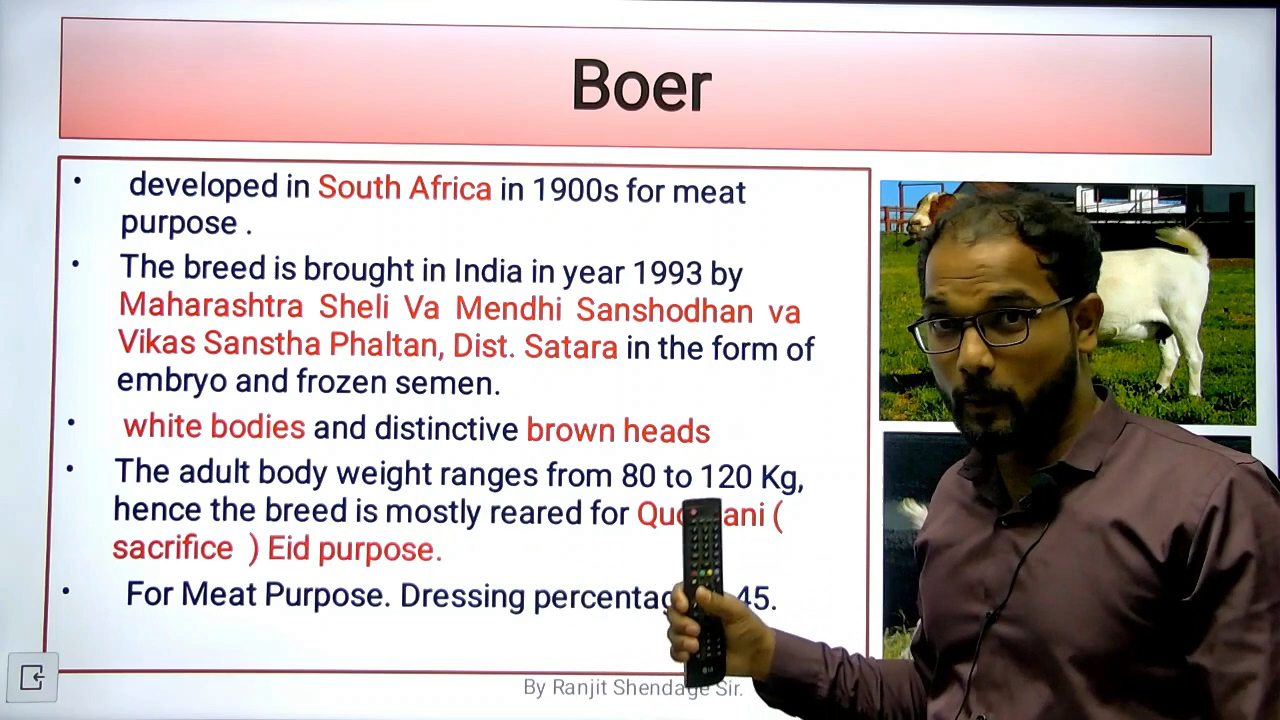 Boer
• developed in South Africa in 1900s for meat
purpose .
• The breed is brought in India in year 1993 by
Maharashtra Sheli Va Mendhi Sanshodhan va
Vikas Sanstha Phaltan, Dist. Satara in the form of
embryo and frozen semen.
• white bodies and distinctive brown heads
• The adult body weight ranges from 80 to 120 Kg,
hence the breed is mostly reared for (
sacrifice ) Eid purpose.
• For Meat Purpose. Dressing 45.
By Ranjit Shendage Sir.
LG